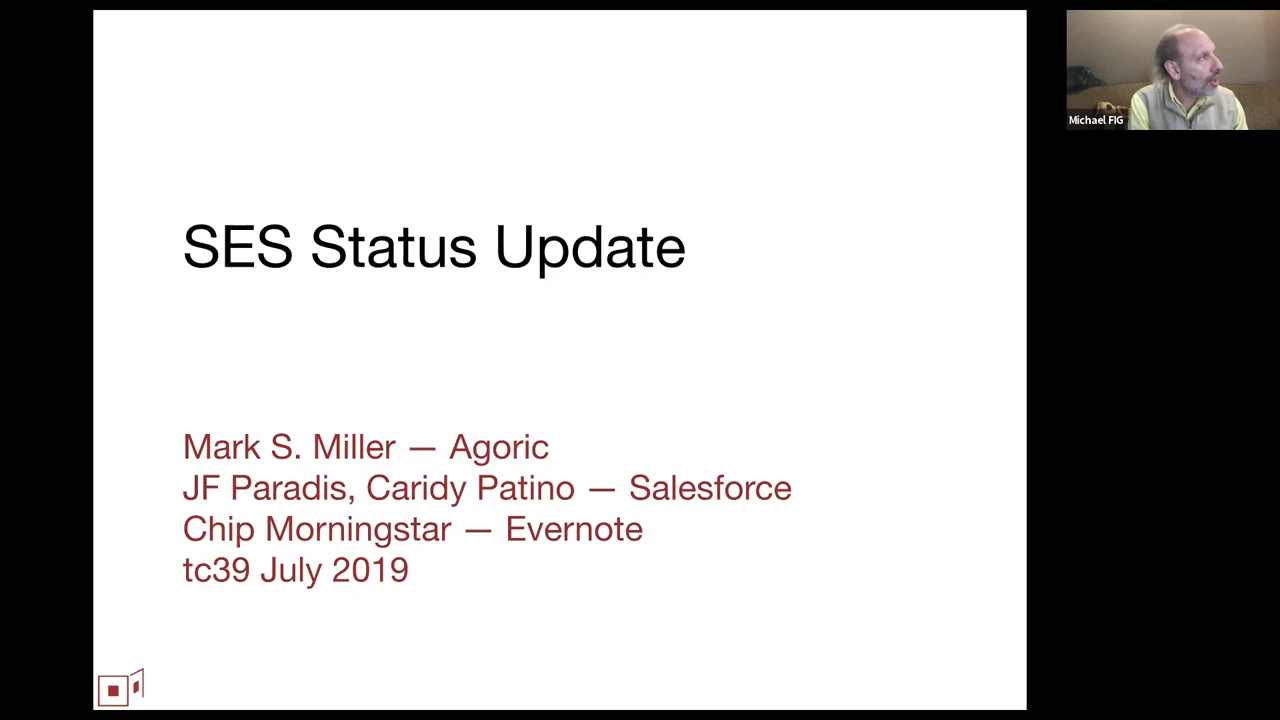 SES Status Update
Mark S. Miller — Agoric
JF Paradis, Caridy Patino — Salesforce
Chip Morningstar — Evernote
tc39 July 2019
Michael FIG